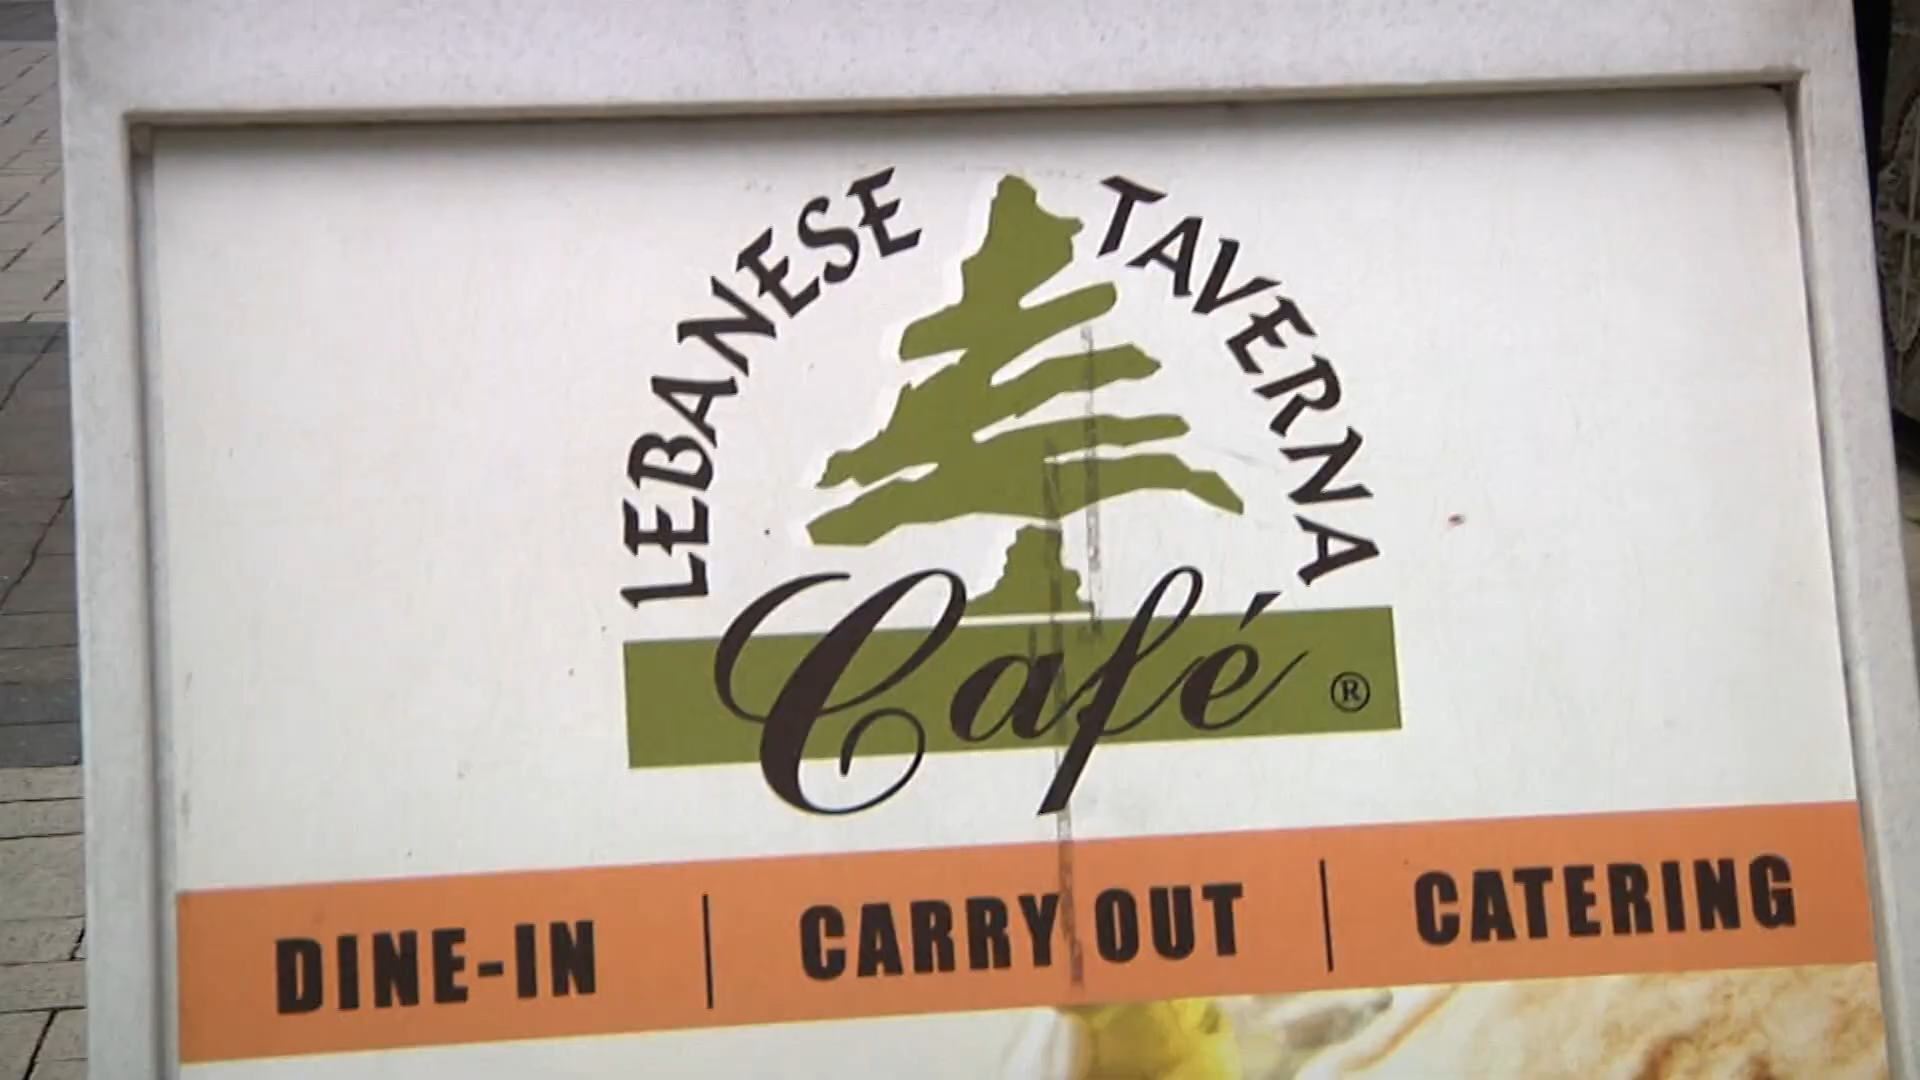 LEBANESE TAVERNA
Café ®
DINE-IN | CARRY OUT | CATERING